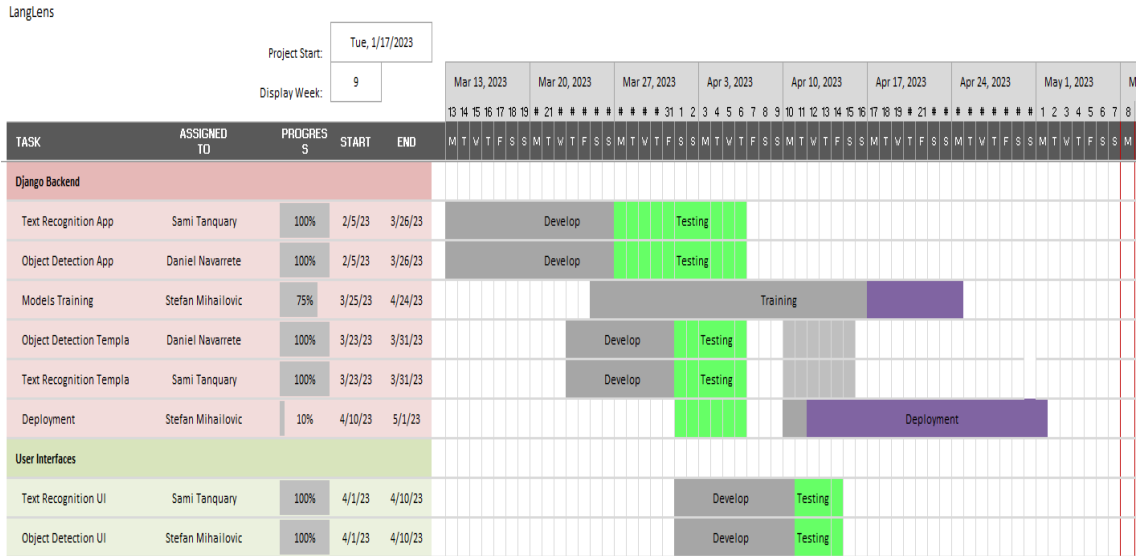 LangLens
Project Start: Tue, 1/17/2023
Display Week: 9
Mar 13, 2023 Mar 20, 2023 Mar 27, 2023 Apr 3, 2023 Apr 10, 2023 Apr 17, 2023 Apr 24, 2023 May 1, 2023 M
13 14 15 16 17 18 19 # 21 # # # # # # # # # 31 1 2 3 4 5 6 7 8 9 10 11 12 13 14 15 16 17 18 19 # 21 # # # # # # # # # 1 2 3 4 5 6 7 8
TASK ASSIGNED TO PROGRESS START END M T W T F S S M T W T F S S M T W T F S S M T W T F S S M T W T F S S M T W T F S S M T W T F S S M T W T F S S M
Django Backend
Text Recognition App Sami Tanquary 100% 2/5/23 3/26/23 Develop Testing
Object Detection App Daniel Navarrete 100% 2/5/23 3/26/23 Develop Testing
Models Training Stefan Mihailovic 75% 3/25/23 4/24/23 Training
Object Detection Templa Daniel Navarrete 100% 3/23/23 3/31/23 Develop Testing
Text Recognition Templa Sami Tanquary 100% 3/23/23 3/31/23 Develop Testing
Deployment Stefan Mihailovic 10% 4/10/23 5/1/23 Deployment
User Interfaces
Text Recognition UI Sami Tanquary 100% 4/1/23 4/10/23 Develop Testing
Object Detection UI Stefan Mihailovic 100% 4/1/23 4/10/23 Develop Testing